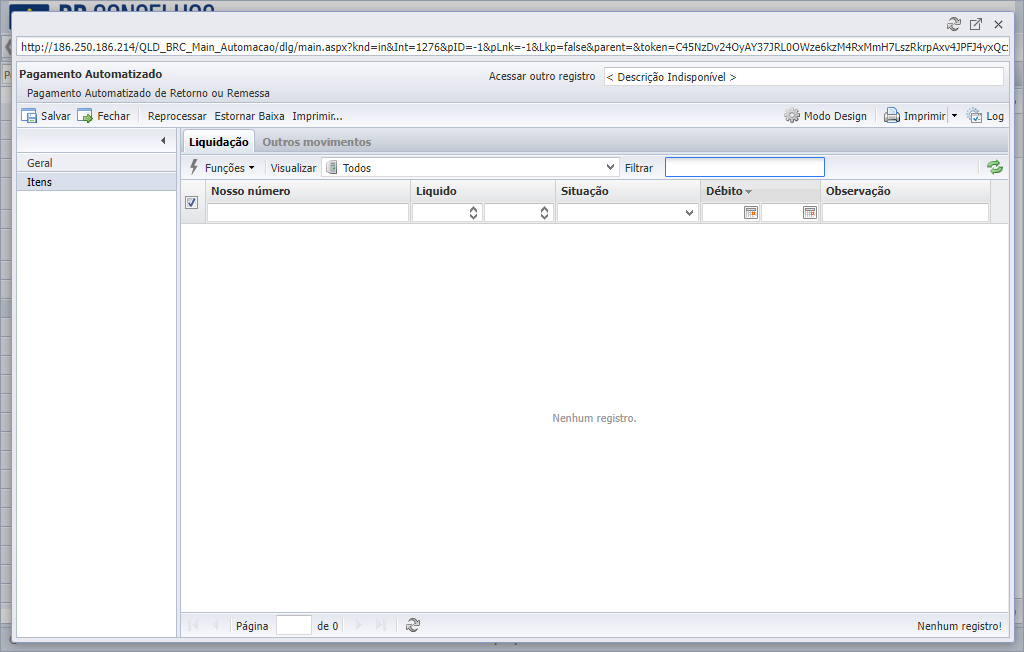 http://186.250.186.214/QLD_BRC_Main_Automacao/dlg/main.aspx?knd=in&Int=1276&pID=-1&pLnk=-1&Lkp=false&parent=&token=C45NzDv24OyAY37JRL0OWze6kzM4RxMmH7LszRkrpAxv4JPFJ4yxQc
Pagamento Automatizado
Acessar outro registro < Descrição Indisponível >
Pagamento Automatizado de Retorno ou Remessa
Salvar Fechar Reprocessar Estornar Baixa Imprimir... Modo Design Imprimir Log
Liquidação Outros movimentos
Geral
Itens
Funções Visualizar Todos Filtrar
Nosso número Liquido Situação Débito Observação
Nenhum registro.
Página de 0 Nenhum registro!